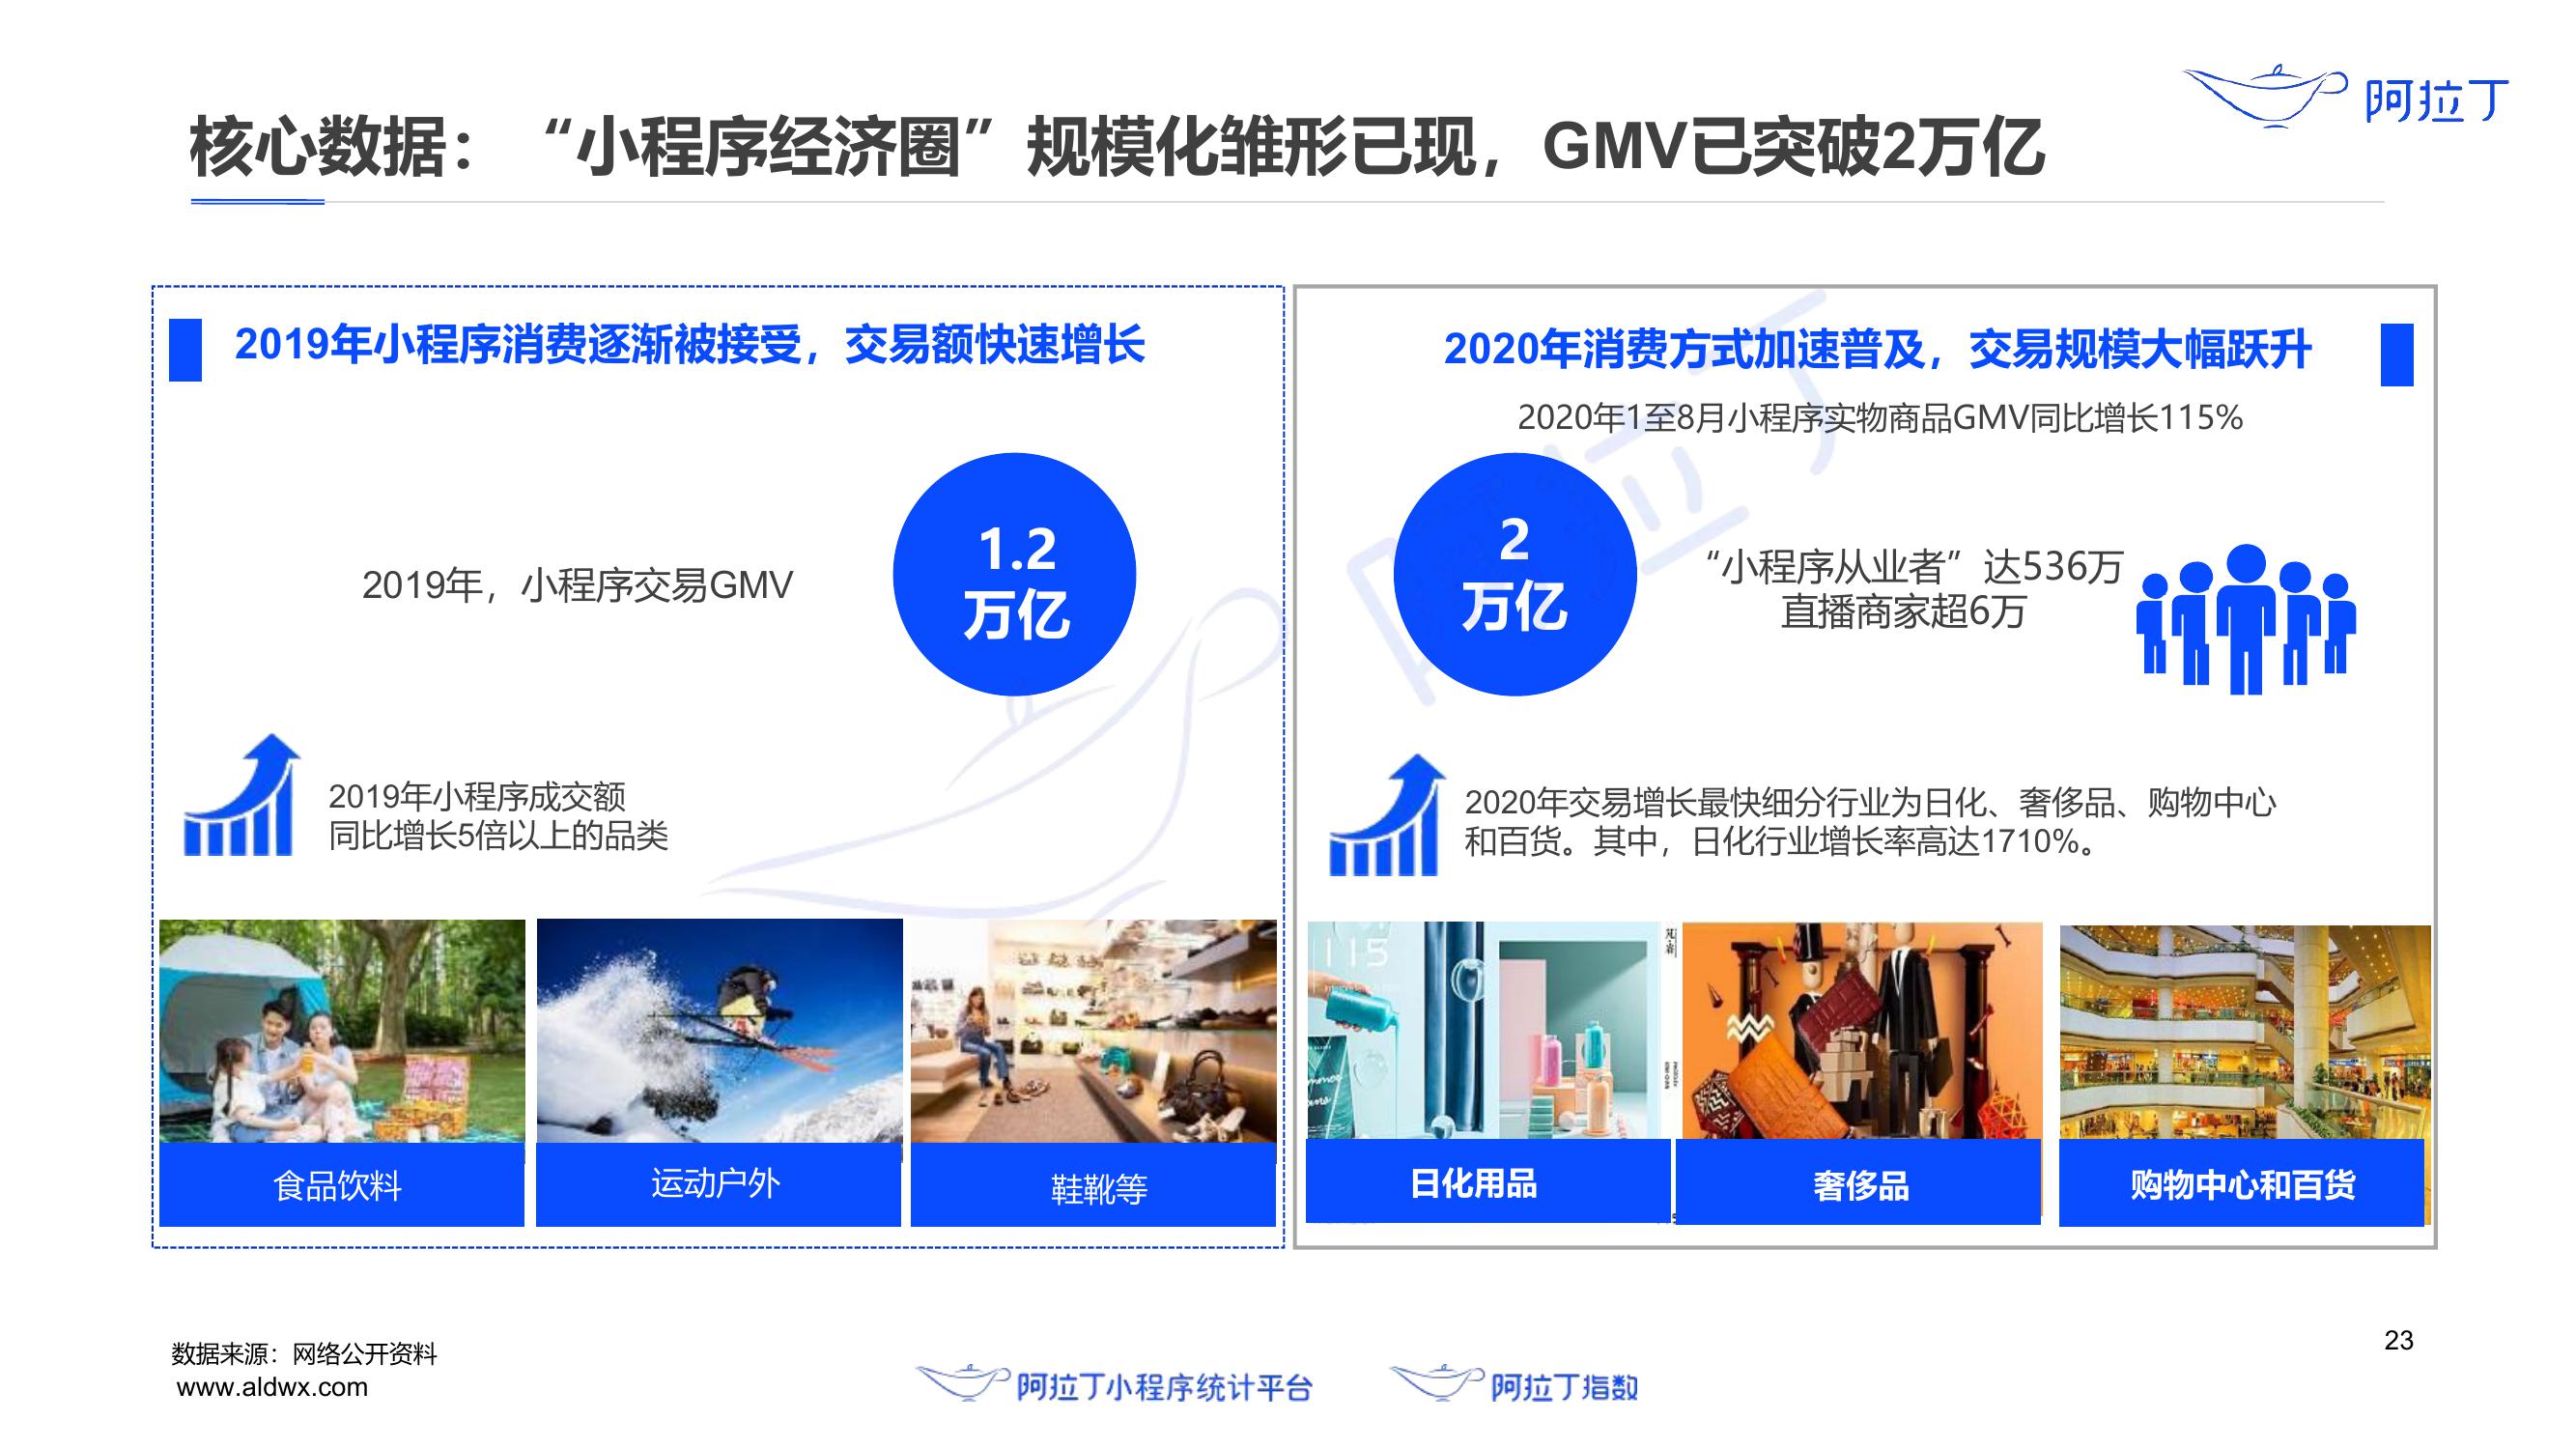 阿拉丁
核心数据：“小程序经济圈”规模化雏形已现，GMV已突破2万亿
2019年小程序消费逐渐被接受，交易额快速增长
2019年，小程序交易GMV
1.2
万亿
2019年小程序成交额
同比增长5倍以上的品类
食品饮料
运动户外
鞋靴等
2020年消费方式加速普及，交易规模大幅跃升
2020年1至8月小程序实物商品GMV同比增长115%
2
万亿
“小程序从业者”达536万
直播商家超6万
2020年交易增长最快细分行业为日化、奢侈品、购物中心
和百货。其中，日化行业增长率高达1710%。
115
日化用品
奢侈品
购物中心和百货
阿拉丁
数据来源：网络公开资料
www.aldwx.com
阿拉丁小程序统计平台
阿拉丁指数
23